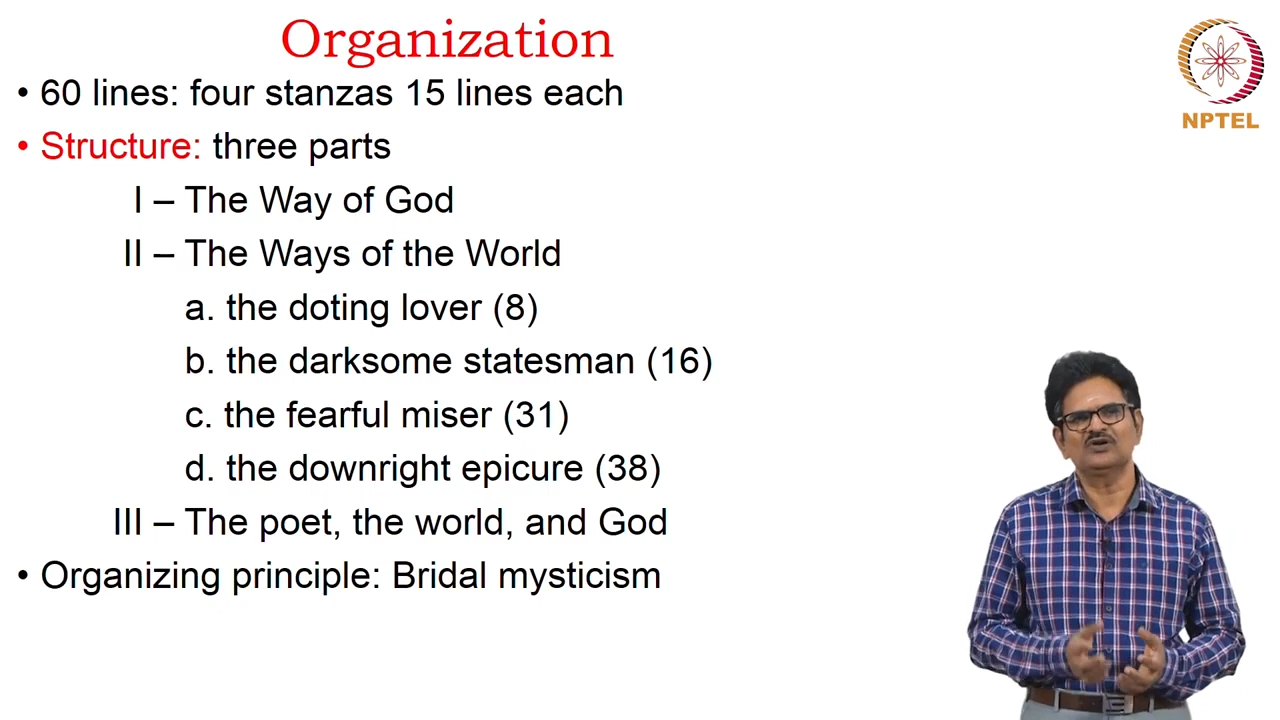 Organization
• 60 lines: four stanzas 15 lines each
• Structure: three parts
I – The Way of God
II – The Ways of the World
a. the doting lover (8)
b. the darksome statesman (16)
c. the fearful miser (31)
d. the downright epicure (38)
III – The poet, the world, and God
• Organizing principle: Bridal mysticism
NPTEL